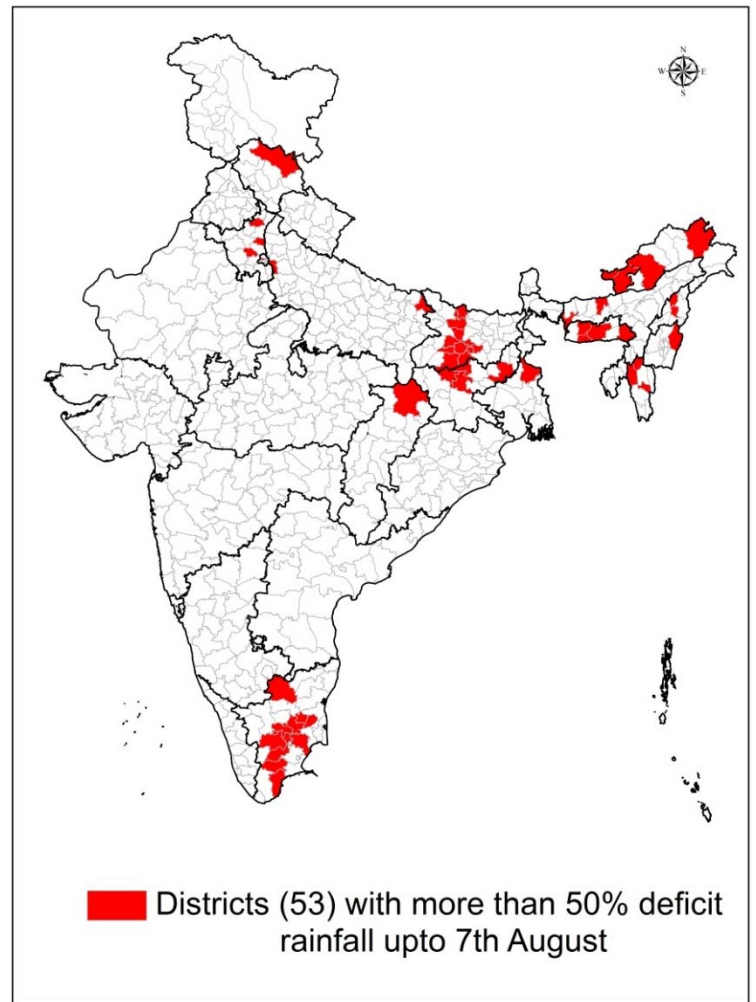 N
W E
S
Districts (53) with more than 50% deficit
rainfall upto 7th August